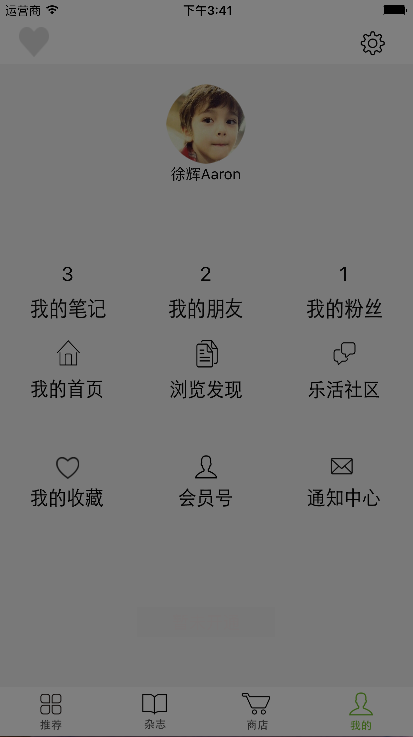 运营商 下午3:41
徐辉Aaron
3 2 1
我的笔记 我的朋友 我的粉丝
我的首页 浏览发现 乐活社区
我的收藏 会员号 通知中心
推荐 杂志 商店 我的